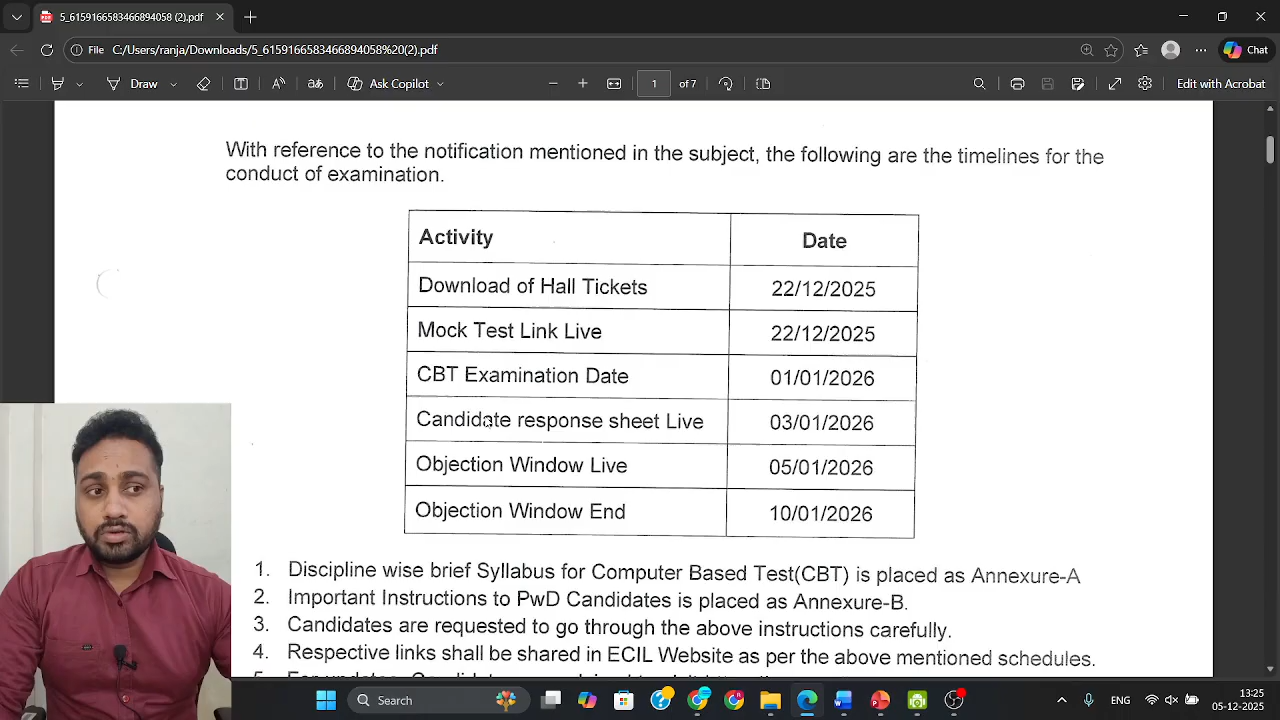 5_6159166583466894058 (2).pdf
File C:/Users/ranja/Downloads/5_6159166583466894058%20(2).pdf
Chat
Draw
Ask Copilot
1 of 7
Edit with Acrobat
With reference to the notification mentioned in the subject, the following are the timelines for the
conduct of examination.
Activity Date
Download of Hall Tickets 22/12/2025
Mock Test Link Live 22/12/2025
CBT Examination Date 01/01/2026
Candidate response sheet Live 03/01/2026
Objection Window Live 05/01/2026
Objection Window End 10/01/2026
1. Discipline wise brief Syllabus for Computer Based Test(CBT) is placed as Annexure-A
2. Important Instructions to PwD Candidates is placed as Annexure-B.
3. Candidates are requested to go through the above instructions carefully.
4. Respective links shall be shared in ECIL Website as per the above mentioned schedules.
Search
ENG
13:25
05-12-2025